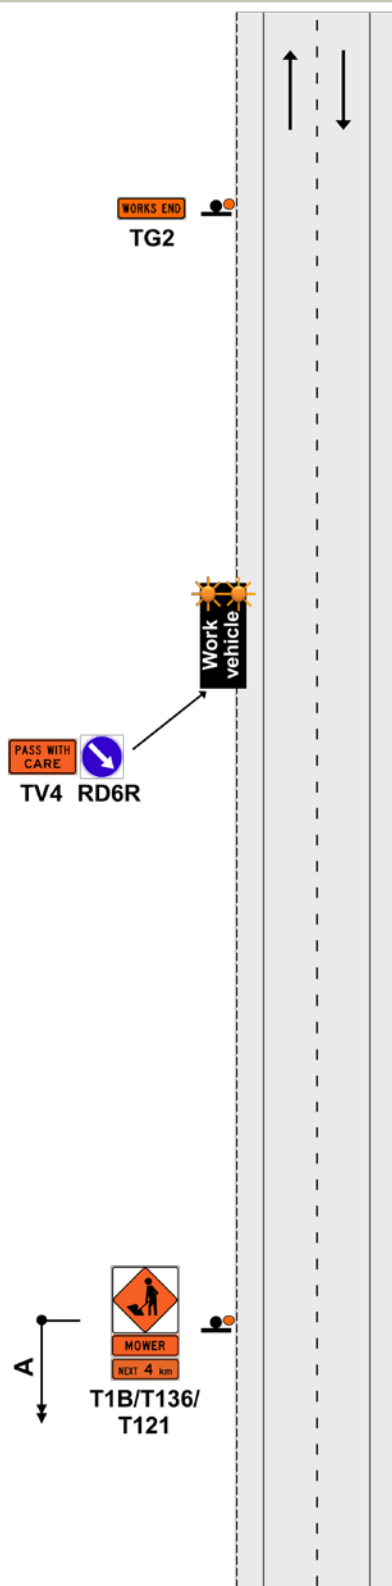 WORKS END
TG2
Work
vehicle
PASS WITH
CARE
TV4 RD6R
MOWER
NEXT 4 km
A
T1B/T136/
T121